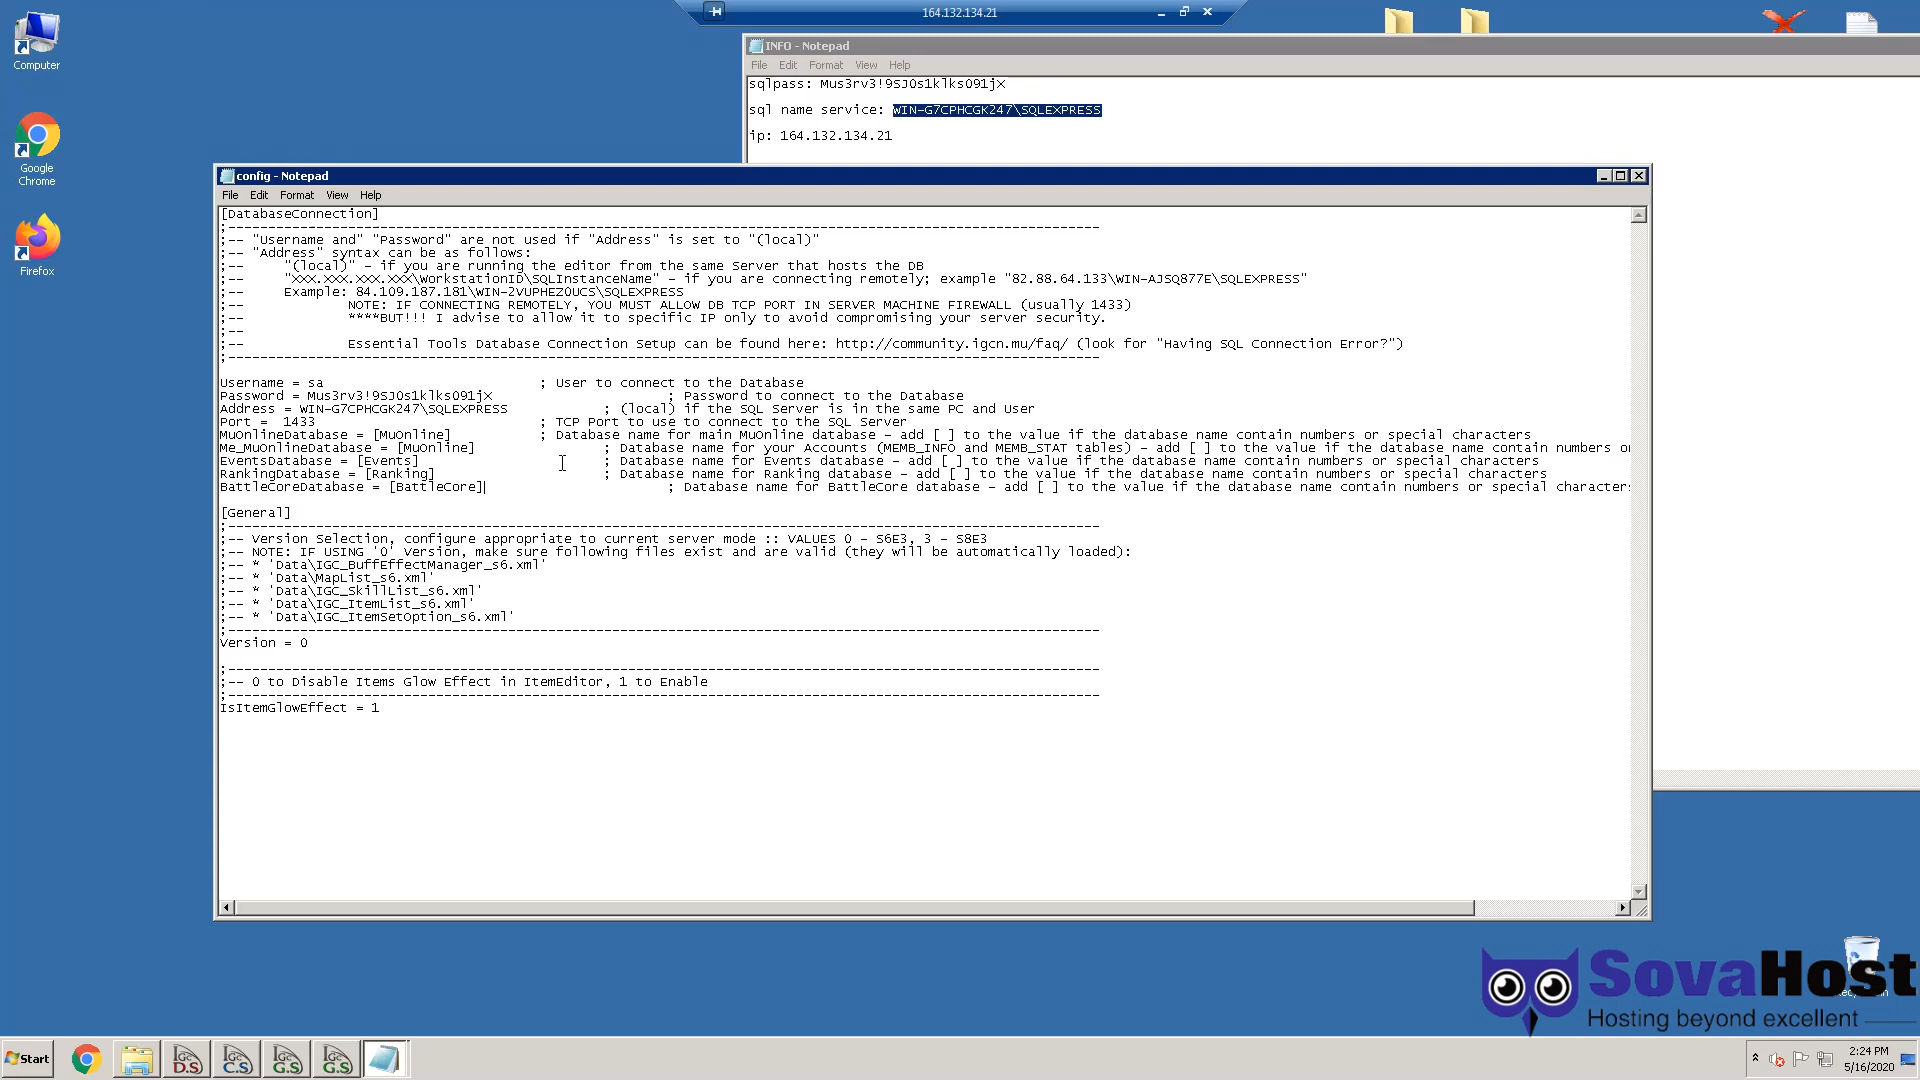 164.132.134.21
Computer
Google
Chrome
Firefox
INFO - Notepad
File Edit Format View Help
sqlpass: Mus3rv3!9SJ0s1klks091jX
sql name service: WIN-G7CPHCGK247\SQLEXPRESS
ip: 164.132.134.21
config - Notepad
File Edit Format View Help
[DatabaseConnection]
;--------------------------------------------------------------------------------------------------------------
;-- "Username and" "Password" are not used if "Address" is set to "(local)"
;-- "Address" syntax can be as follows:
;-- "(local)" - if you are running the editor from the same Server that hosts the DB
;-- "XXX.XXX.XXX.XXX\WorkstationID\SQLInstanceName" - if you are connecting remotely; example "82.88.64.133\WIN-AJSQ877E\SQLEXPRESS"
;-- Example: 84.109.187.181\WIN-2VUPHEZ0UCS\SQLEXPRESS
;-- NOTE: IF CONNECTING REMOTELY, YOU MUST ALLOW DB TCP PORT IN SERVER MACHINE FIREWALL (usually 1433)
;-- ****BUT!!! I advise to allow it to specific IP only to avoid compromising your server security.
;--
;-- Essential Tools Database Connection Setup can be found here: http://community.igcn.mu/faq/ (look for "Having SQL Connection Error?")
;--------------------------------------------------------------------------------------------------------------
Username = sa ; User to connect to the Database
Password = Mus3rv3!9SJ0s1klks091jX ; Password to connect to the Database
Address = WIN-G7CPHCGK247\SQLEXPRESS ; (local) if the SQL Server is in the same PC and User
Port = 1433 ; TCP Port to use to connect to the SQL Server
MuOnlineDatabase = [MuOnline] ; Database name for main MuOnline database - add [ ] to the value if the database name contain numbers or special characters
Me_MuOnlineDatabase = [MuOnline] ; Database name for your Accounts (MEMB_INFO and MEMB_STAT tables) - add [ ] to the value if the database name contain numbers or
EventsDatabase = [Events] ; Database name for Events database - add [ ] to the value if the database name contain numbers or special characters
RankingDatabase = [Ranking] ; Database name for Ranking database - add [ ] to the value if the database name contain numbers or special characters
BattleCoreDatabase = [BattleCore] ; Database name for BattleCore database - add [ ] to the value if the database name contain numbers or special characters
[General]
;--------------------------------------------------------------------------------------------------------------
;-- Version Selection, configure appropriate to current server mode :: VALUES 0 - S6E3, 3 - S8E3
;-- NOTE: IF USING '0' Version, make sure following files exist and are valid (they will be automatically loaded):
;-- * 'Data\IGC_BuffEffectManager_s6.xml'
;-- * 'Data\MapList_s6.xml'
;-- * 'Data\IGC_SkillList_s6.xml'
;-- * 'Data\IGC_ItemList_s6.xml'
;-- * 'Data\IGC_ItemSetOption_s6.xml'
;--------------------------------------------------------------------------------------------------------------
Version = 0
;--------------------------------------------------------------------------------------------------------------
;-- 0 to Disable Items Glow Effect in ItemEditor, 1 to Enable
;--------------------------------------------------------------------------------------------------------------
IsItemGlowEffect = 1
SovaHost
Hosting beyond excellent
Start
IGC D.S
IGC C.S
IGC G.S
IGC G.S
2:24 PM
5/16/2020